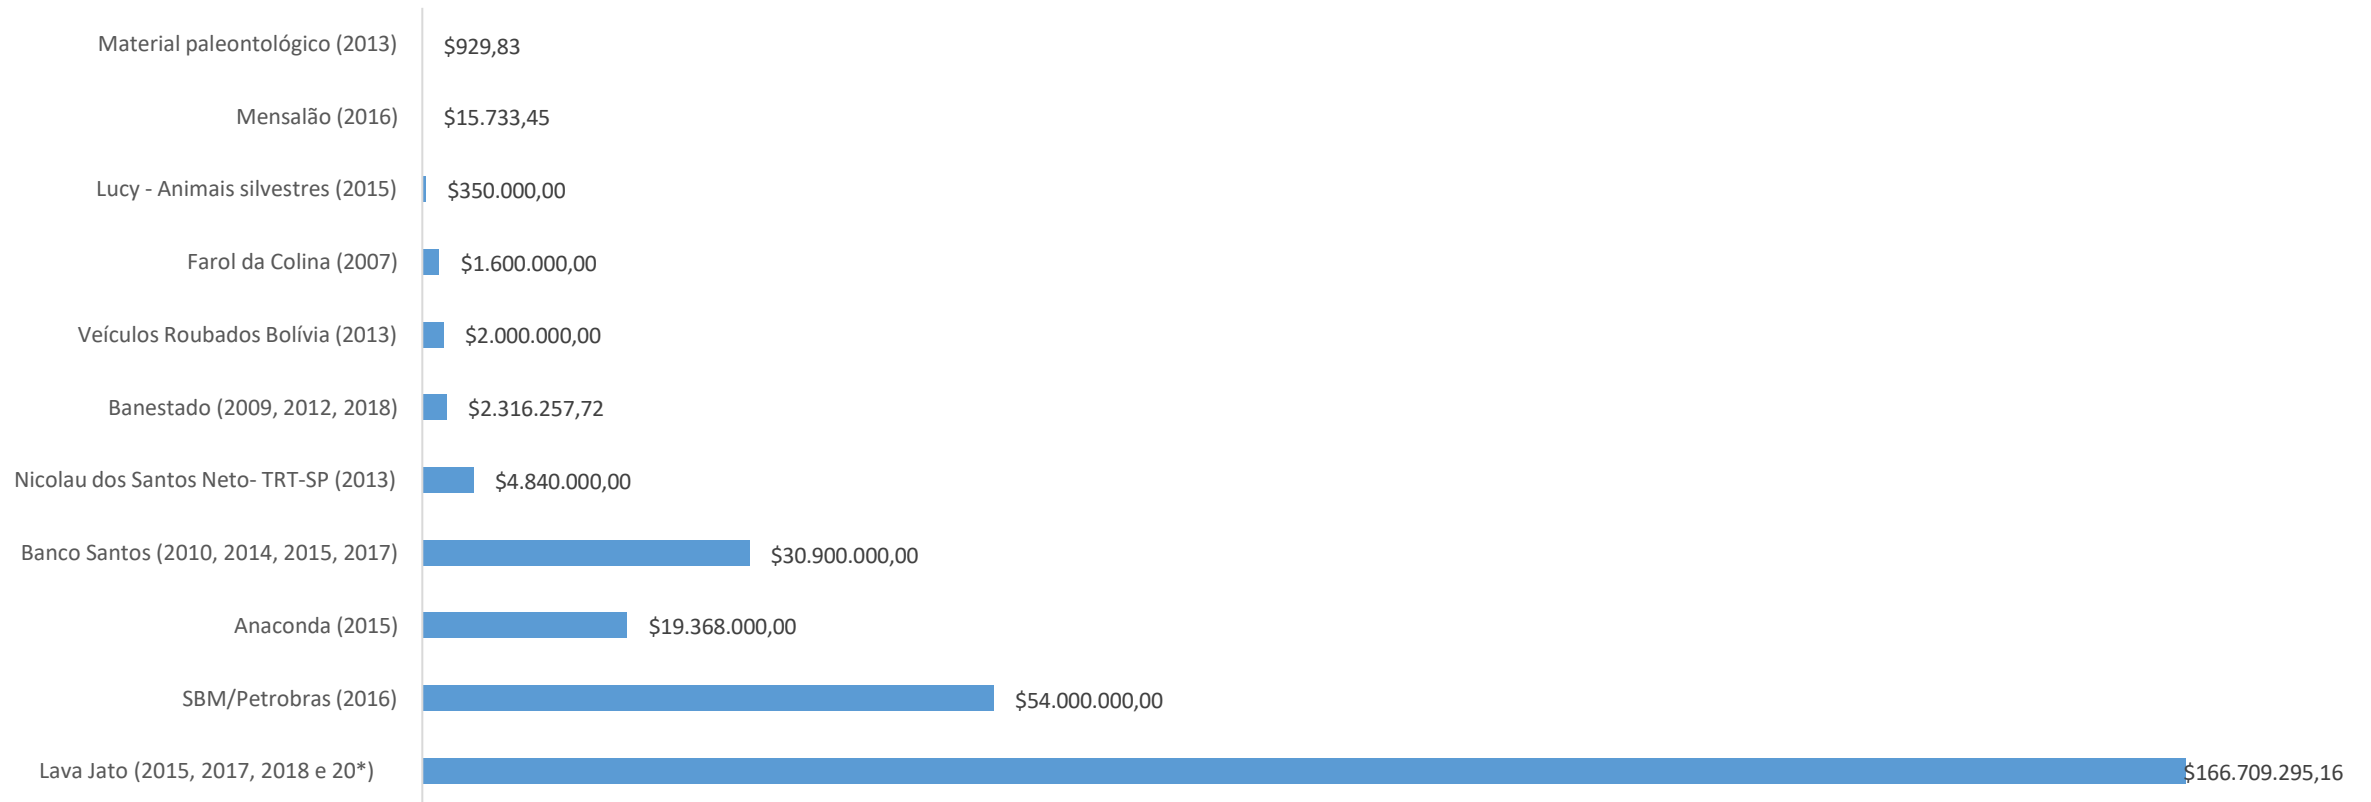 Material paleontológico (2013) $929,83
Mensalão (2016) $15.733,45
Lucy - Animais silvestres (2015) $350.000,00
Farol da Colina (2007) $1.600.000,00
Veículos Roubados Bolívia (2013) $2.000.000,00
Banestado (2009, 2012, 2018) $2.316.257,72
Nicolau dos Santos Neto- TRT-SP (2013) $4.840.000,00
Banco Santos (2010, 2014, 2015, 2017) $30.900.000,00
Anaconda (2015) $19.368.000,00
SBM/Petrobras (2016) $54.000.000,00
Lava Jato (2015, 2017, 2018 e 20*) $166.709.295,16